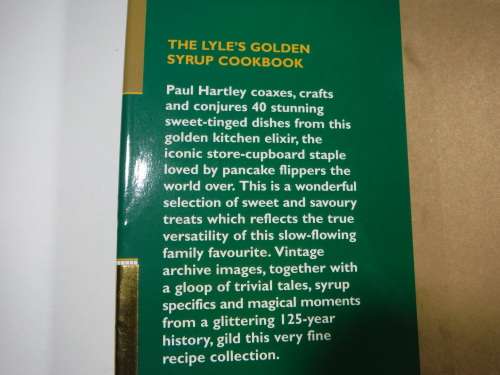 THE LYLE'S GOLDEN
SYRUP COOKBOOK
Paul Hartley coaxes, crafts
and conjures 40 stunning
sweet-tinged dishes from this
golden kitchen elixir, the
iconic store-cupboard staple
loved by pancake flippers the
world over. This is a wonderful
selection of sweet and savoury
treats which reflects the true
versatility of this slow-flowing
family favourite. Vintage
archive images, together with
a gloop of trivial tales, syrup
specifics and magical moments
from a glittering 125-year
history, gild this very fine
recipe collection.